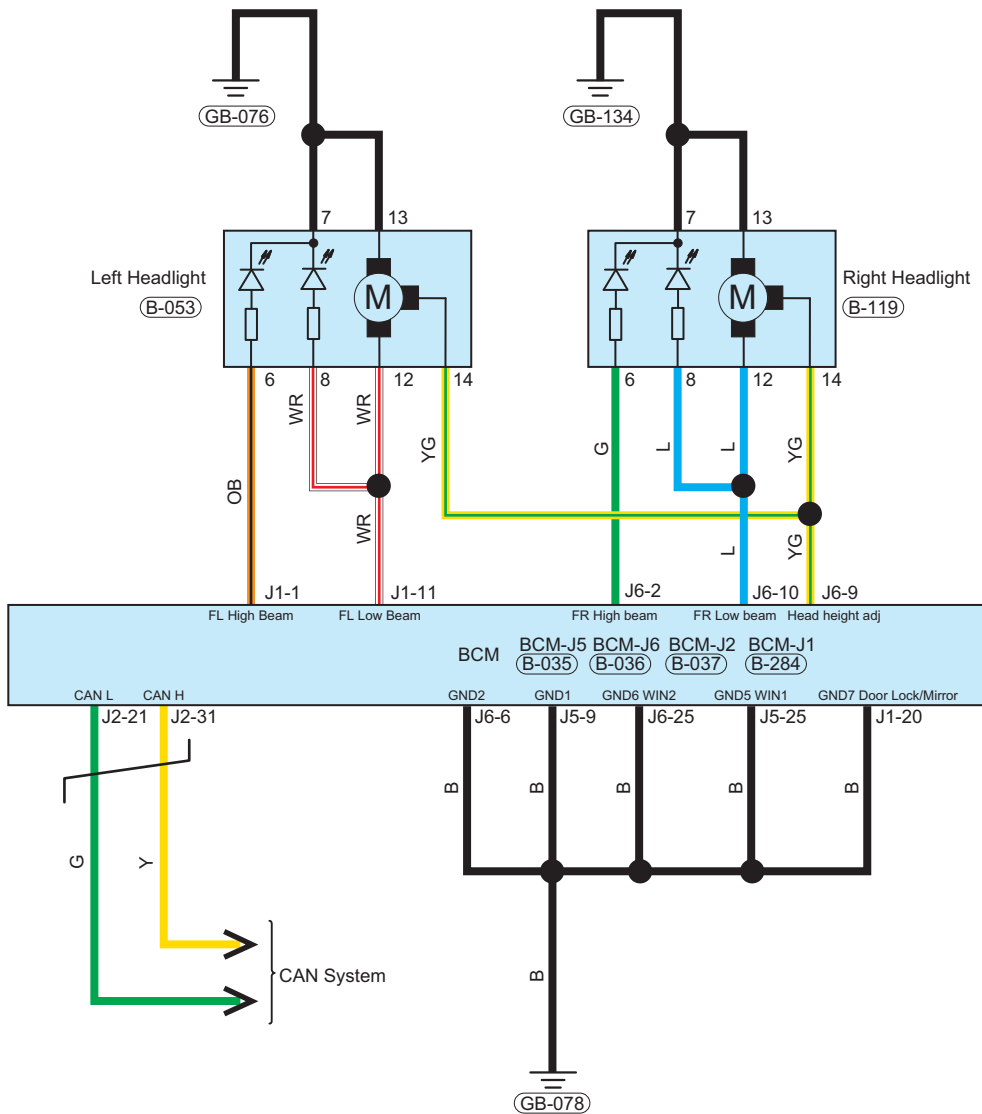 GB-076
GB-134
7 13
7 13
Left Headlight
B-053
M
M
Right Headlight
B-119
6 8 12 14
6 8 12 14
WR WR
YG
G
L L
YG
OB
WR
L
YG
J1-1 J1-11 J6-2 J6-10 J6-9
FL High Beam FL Low Beam FR High beam FR Low beam Head height adj
BCM BCM-J5 BCM-J6 BCM-J2 BCM-J1
B-035 B-036 B-037 B-284
CAN L CAN H GND2 GND1 GND6 WIN2 GND5 WIN1 GND7 Door Lock/Mirror
J2-21 J2-31 J6-6 J5-9 J6-25 J5-25 J1-20
B B B B B
G Y
CAN System
B
GB-078